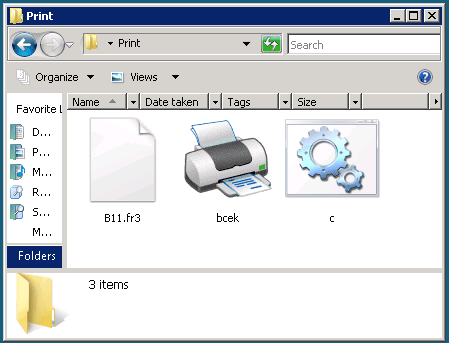 Print
Print
Search
Organize Views
Favorite L
Name Date taken Tags Size
D...
P...
M...
R...
S...
M...
B11.fr3 bcek c
Folders
3 items